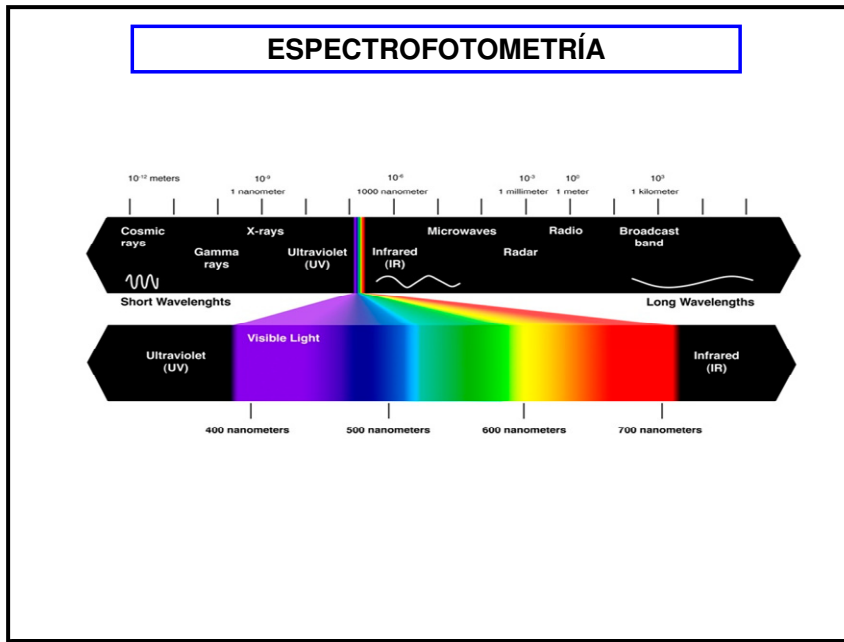 ESPECTROFOTOMETRÍA
10⁻¹² meters 10⁻⁹ 10⁻⁶ 10⁻³ 10⁰ 10³
1 nanometer 1000 nanometer 1 millimeter 1 meter 1 kilometer
Cosmic rays
X-rays
Gamma rays
Ultraviolet (UV)
Infrared (IR)
Microwaves
Radar
Radio
Broadcast band
Short Wavelenghts
Long Wavelengths
Ultraviolet (UV)
Visible Light
Infrared (IR)
400 nanometers 500 nanometers 600 nanometers 700 nanometers